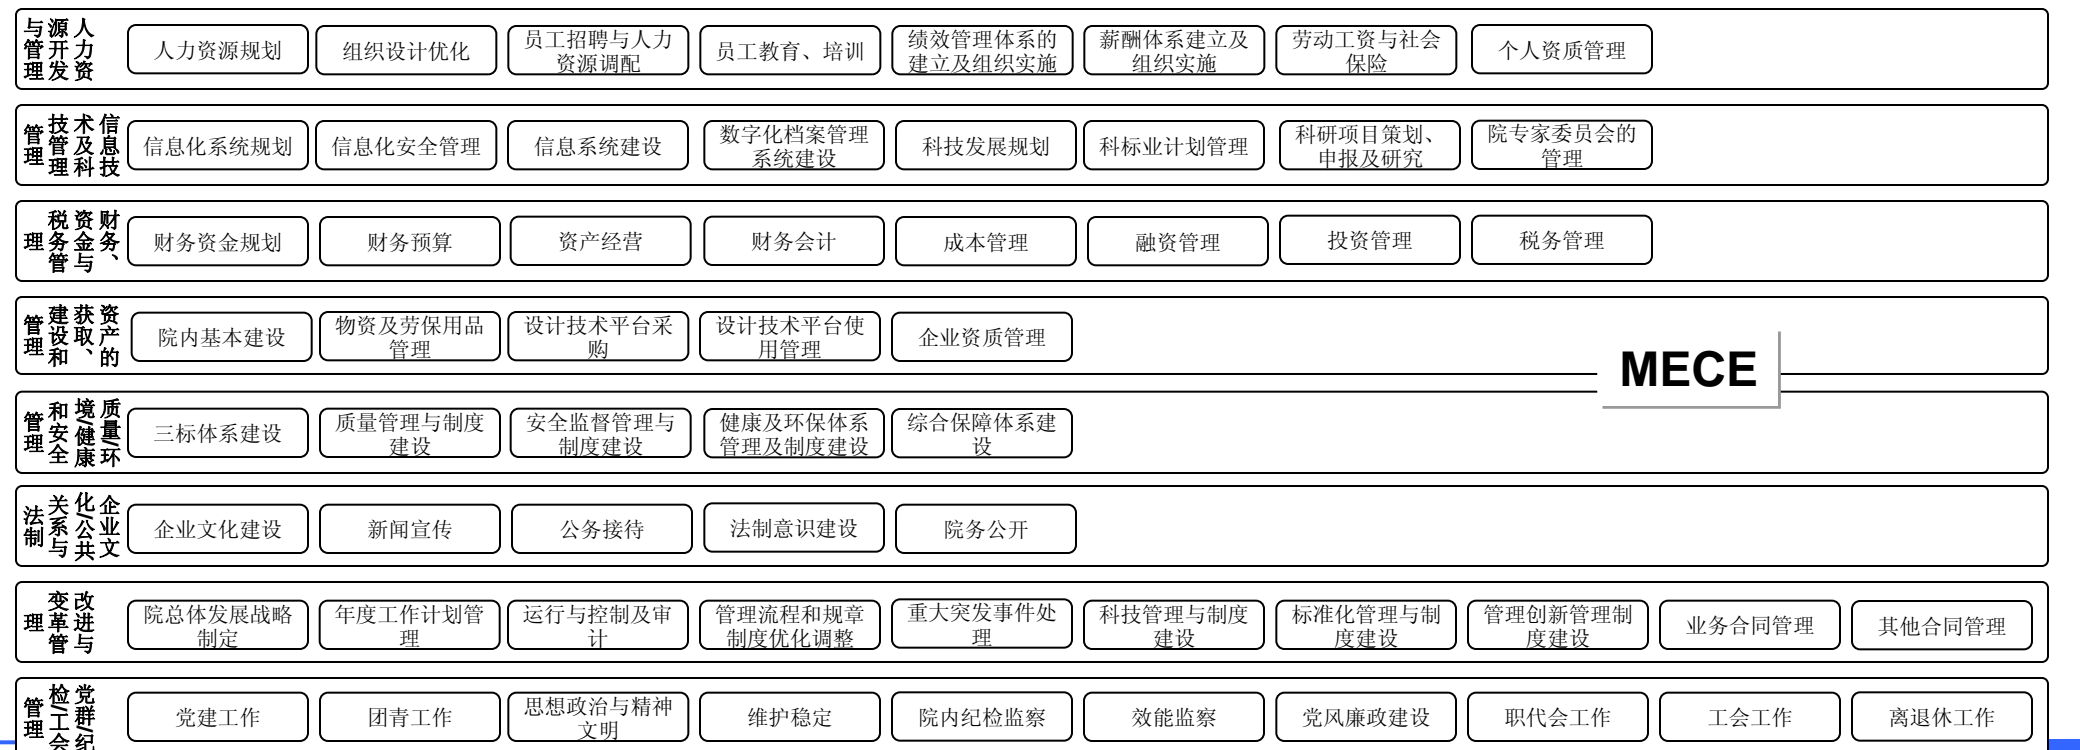 人力资
源开发
与管理
人力资源规划
组织设计优化
员工招聘与人力
资源调配
员工教育、培训
绩效管理体系的
建立及组织实施
薪酬体系建立及
组织实施
劳动工资与社会
保险
个人资质管理
信息技
术及科
技管理
管理
信息化系统规划
信息化安全管理
信息系统建设
数字化档案管理
系统建设
科技发展规划
科标业计划管理
科研项目策划、
申报及研究
院专家委员会的
管理
财务、
资金与
税务管
理
财务资金规划
财务预算
资产经营
财务会计
成本管理
融资管理
投资管理
税务管理
资产的
获取、
建设和
管理
院内基本建设
物资及劳保用品
管理
设计技术平台采
购
设计技术平台使
用管理
企业资质管理
MECE
质量/环
境/健康
和安全
管理
三标体系建设
质量管理与制度
建设
安全监督管理与
制度建设
健康及环保体系
管理及制度建设
综合保障体系建
设
企业文
化/公共
关系与
法制
企业文化建设
新闻宣传
公务接待
法制意识建设
院务公开
改进与
变革管
理
院总体发展战略
制定
年度工作计划管
理
运行与控制及审
计
管理流程和规章
制度优化调整
重大突发事件处
理
科技管理与制度
建设
标准化管理与制
度建设
管理创新管理制
度建设
业务合同管理
其他合同管理
党群/纪
检/工会
管理
党建工作
团青工作
思想政治与精神
文明
维护稳定
院内纪检监察
效能监察
党风廉政建设
职代会工作
工会工作
离退休工作